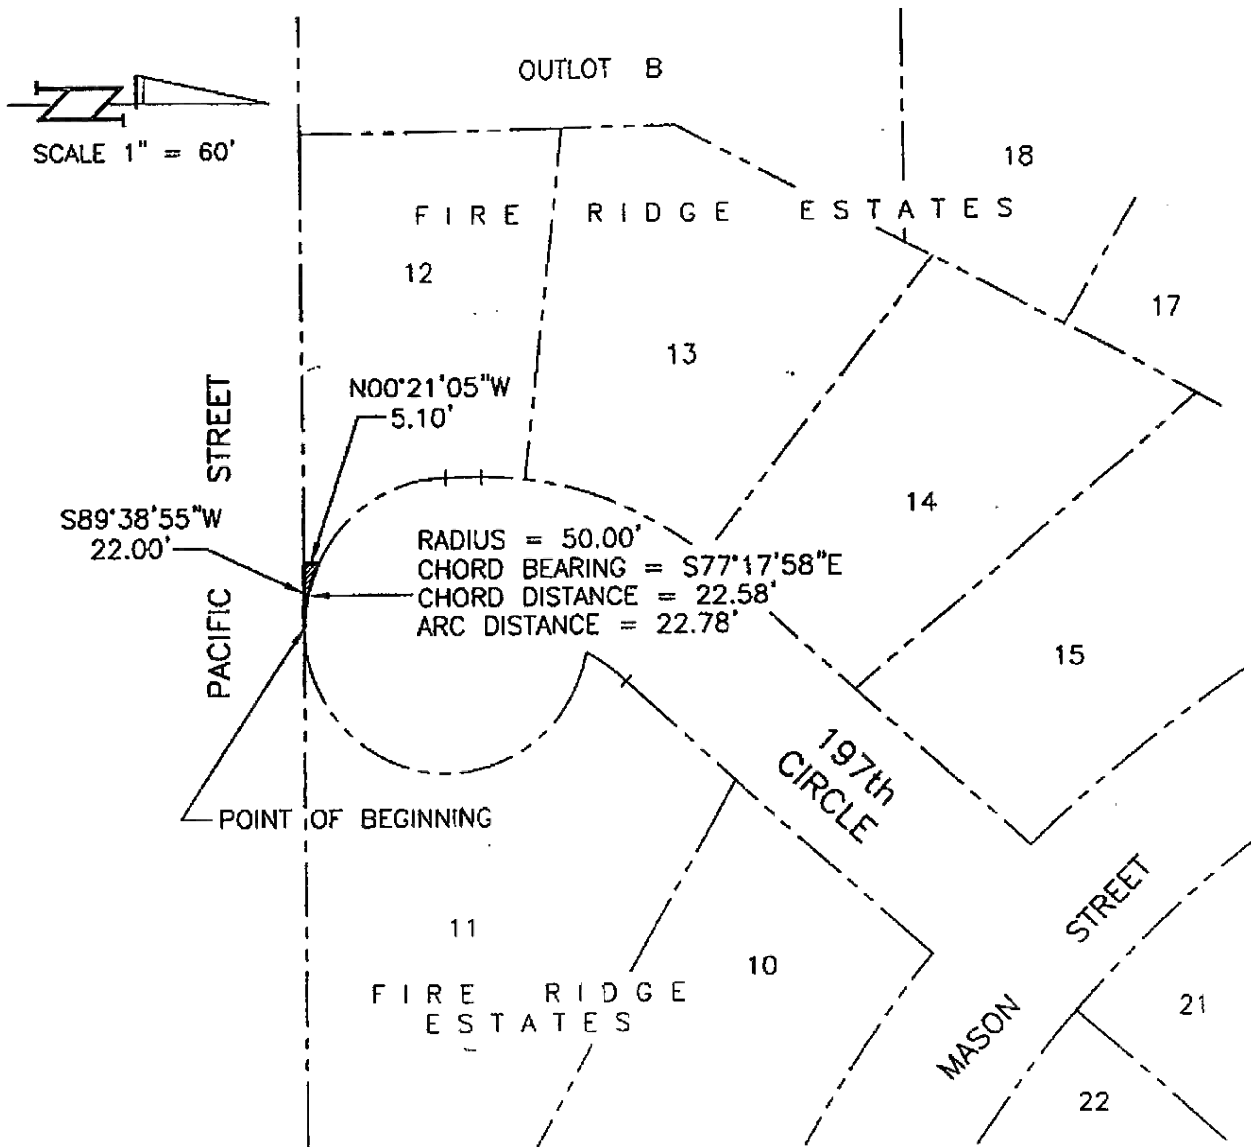 OUTLOT B
SCALE 1" = 60'
18
FIRE RIDGE ESTATES
12
17
13
N00°21'05"W
5.10'
PACIFIC STREET
14
S89°38'55"W
22.00'
RADIUS = 50.00'
CHORD BEARING = S77°17'58"E
CHORD DISTANCE = 22.58'
ARC DISTANCE = 22.78'
15
197th
CIRCLE
POINT OF BEGINNING
11
10
FIRE RIDGE
ESTATES
MASON STREET
21
22